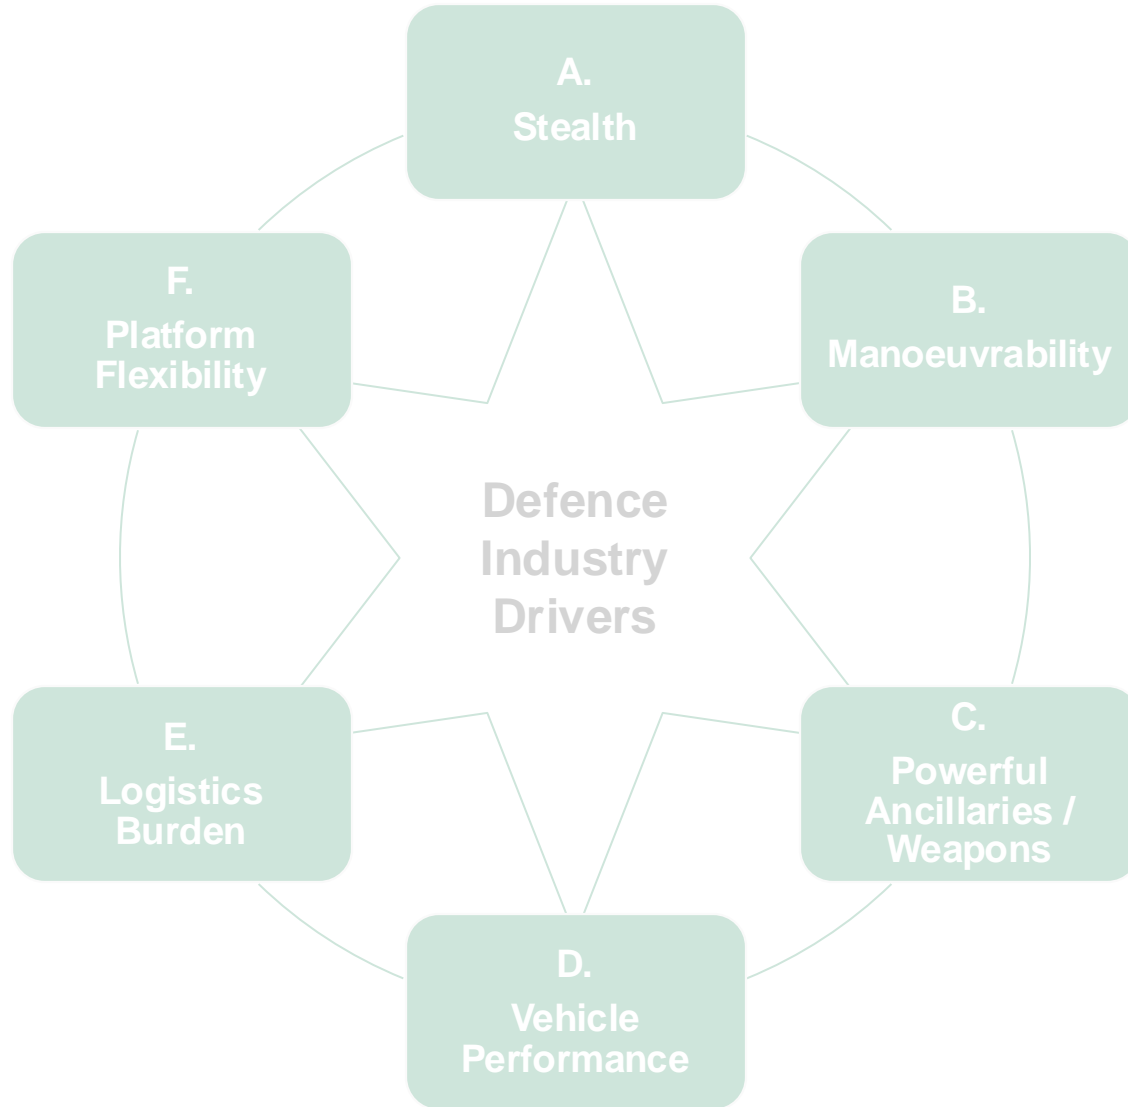 A.
Stealth
B.
Manoeuvrability
C.
Powerful
Ancillaries /
Weapons
D.
Vehicle
Performance
E.
Logistics
Burden
F.
Platform
Flexibility
Defence
Industry
Drivers